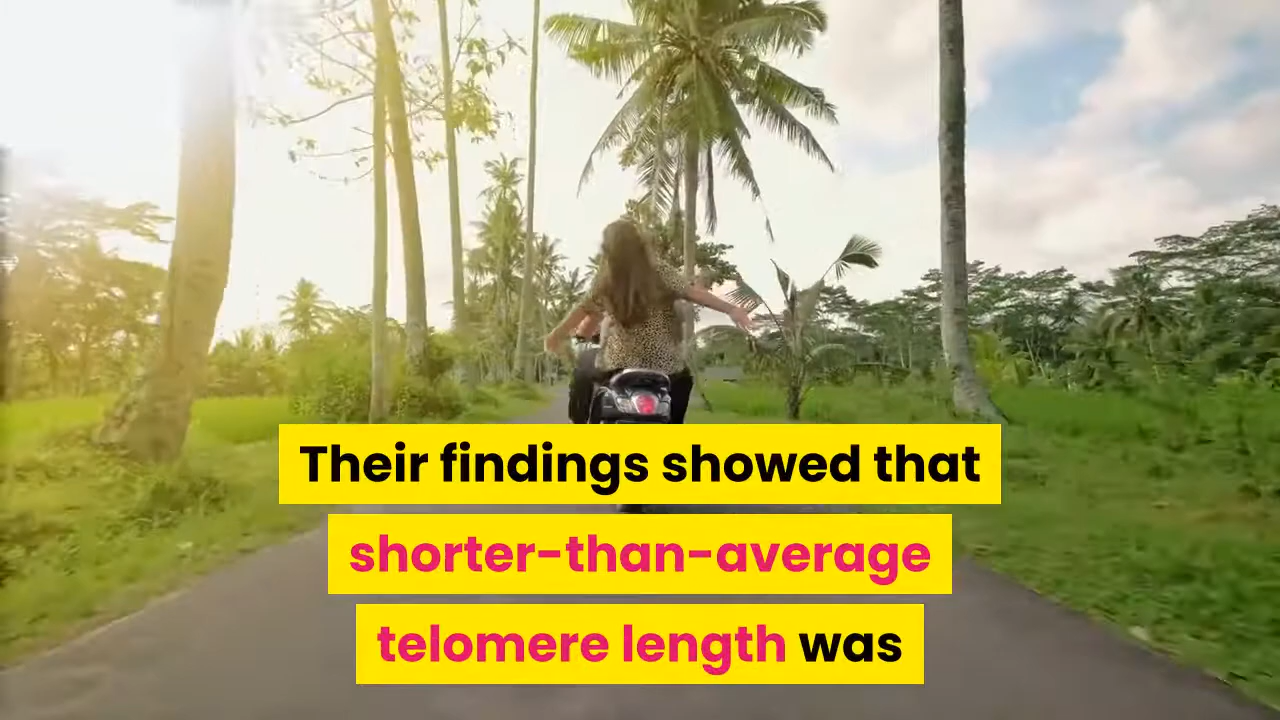 Their findings showed that
shorter-than-average
telomere length was